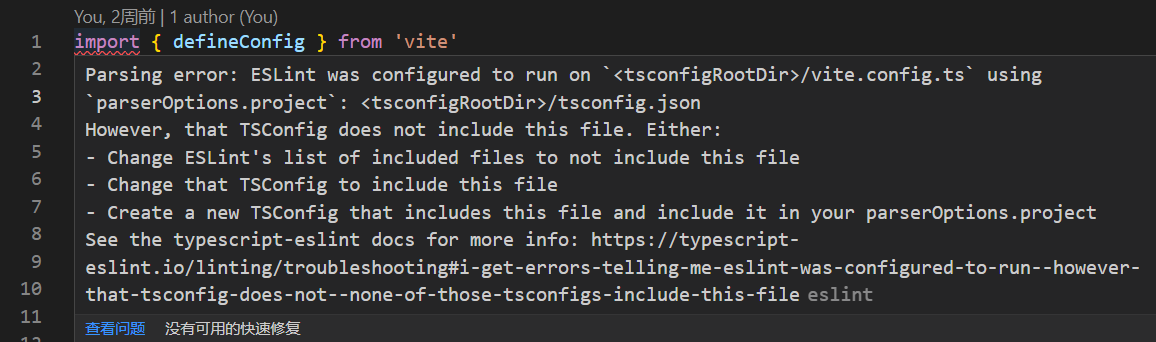 You, 2周前 | 1 author (You)
1 import { defineConfig } from 'vite'
2 Parsing error: ESLint was configured to run on `<tsconfigRootDir>/vite.config.ts` using
3 `parserOptions.project`: <tsconfigRootDir>/tsconfig.json
4 However, that TSConfig does not include this file. Either:
5 - Change ESLint's list of included files to not include this file
6 - Change that TSConfig to include this file
7 - Create a new TSConfig that includes this file and include it in your parserOptions.project
8 See the typescript-eslint docs for more info: https://typescript-
9 eslint.io/linting/troubleshooting#i-get-errors-telling-me-eslint-was-configured-to-run--however-
10 that-tsconfig-does-not--none-of-those-tsconfigs-include-this-file eslint
11 查看问题 没有可用的快速修复